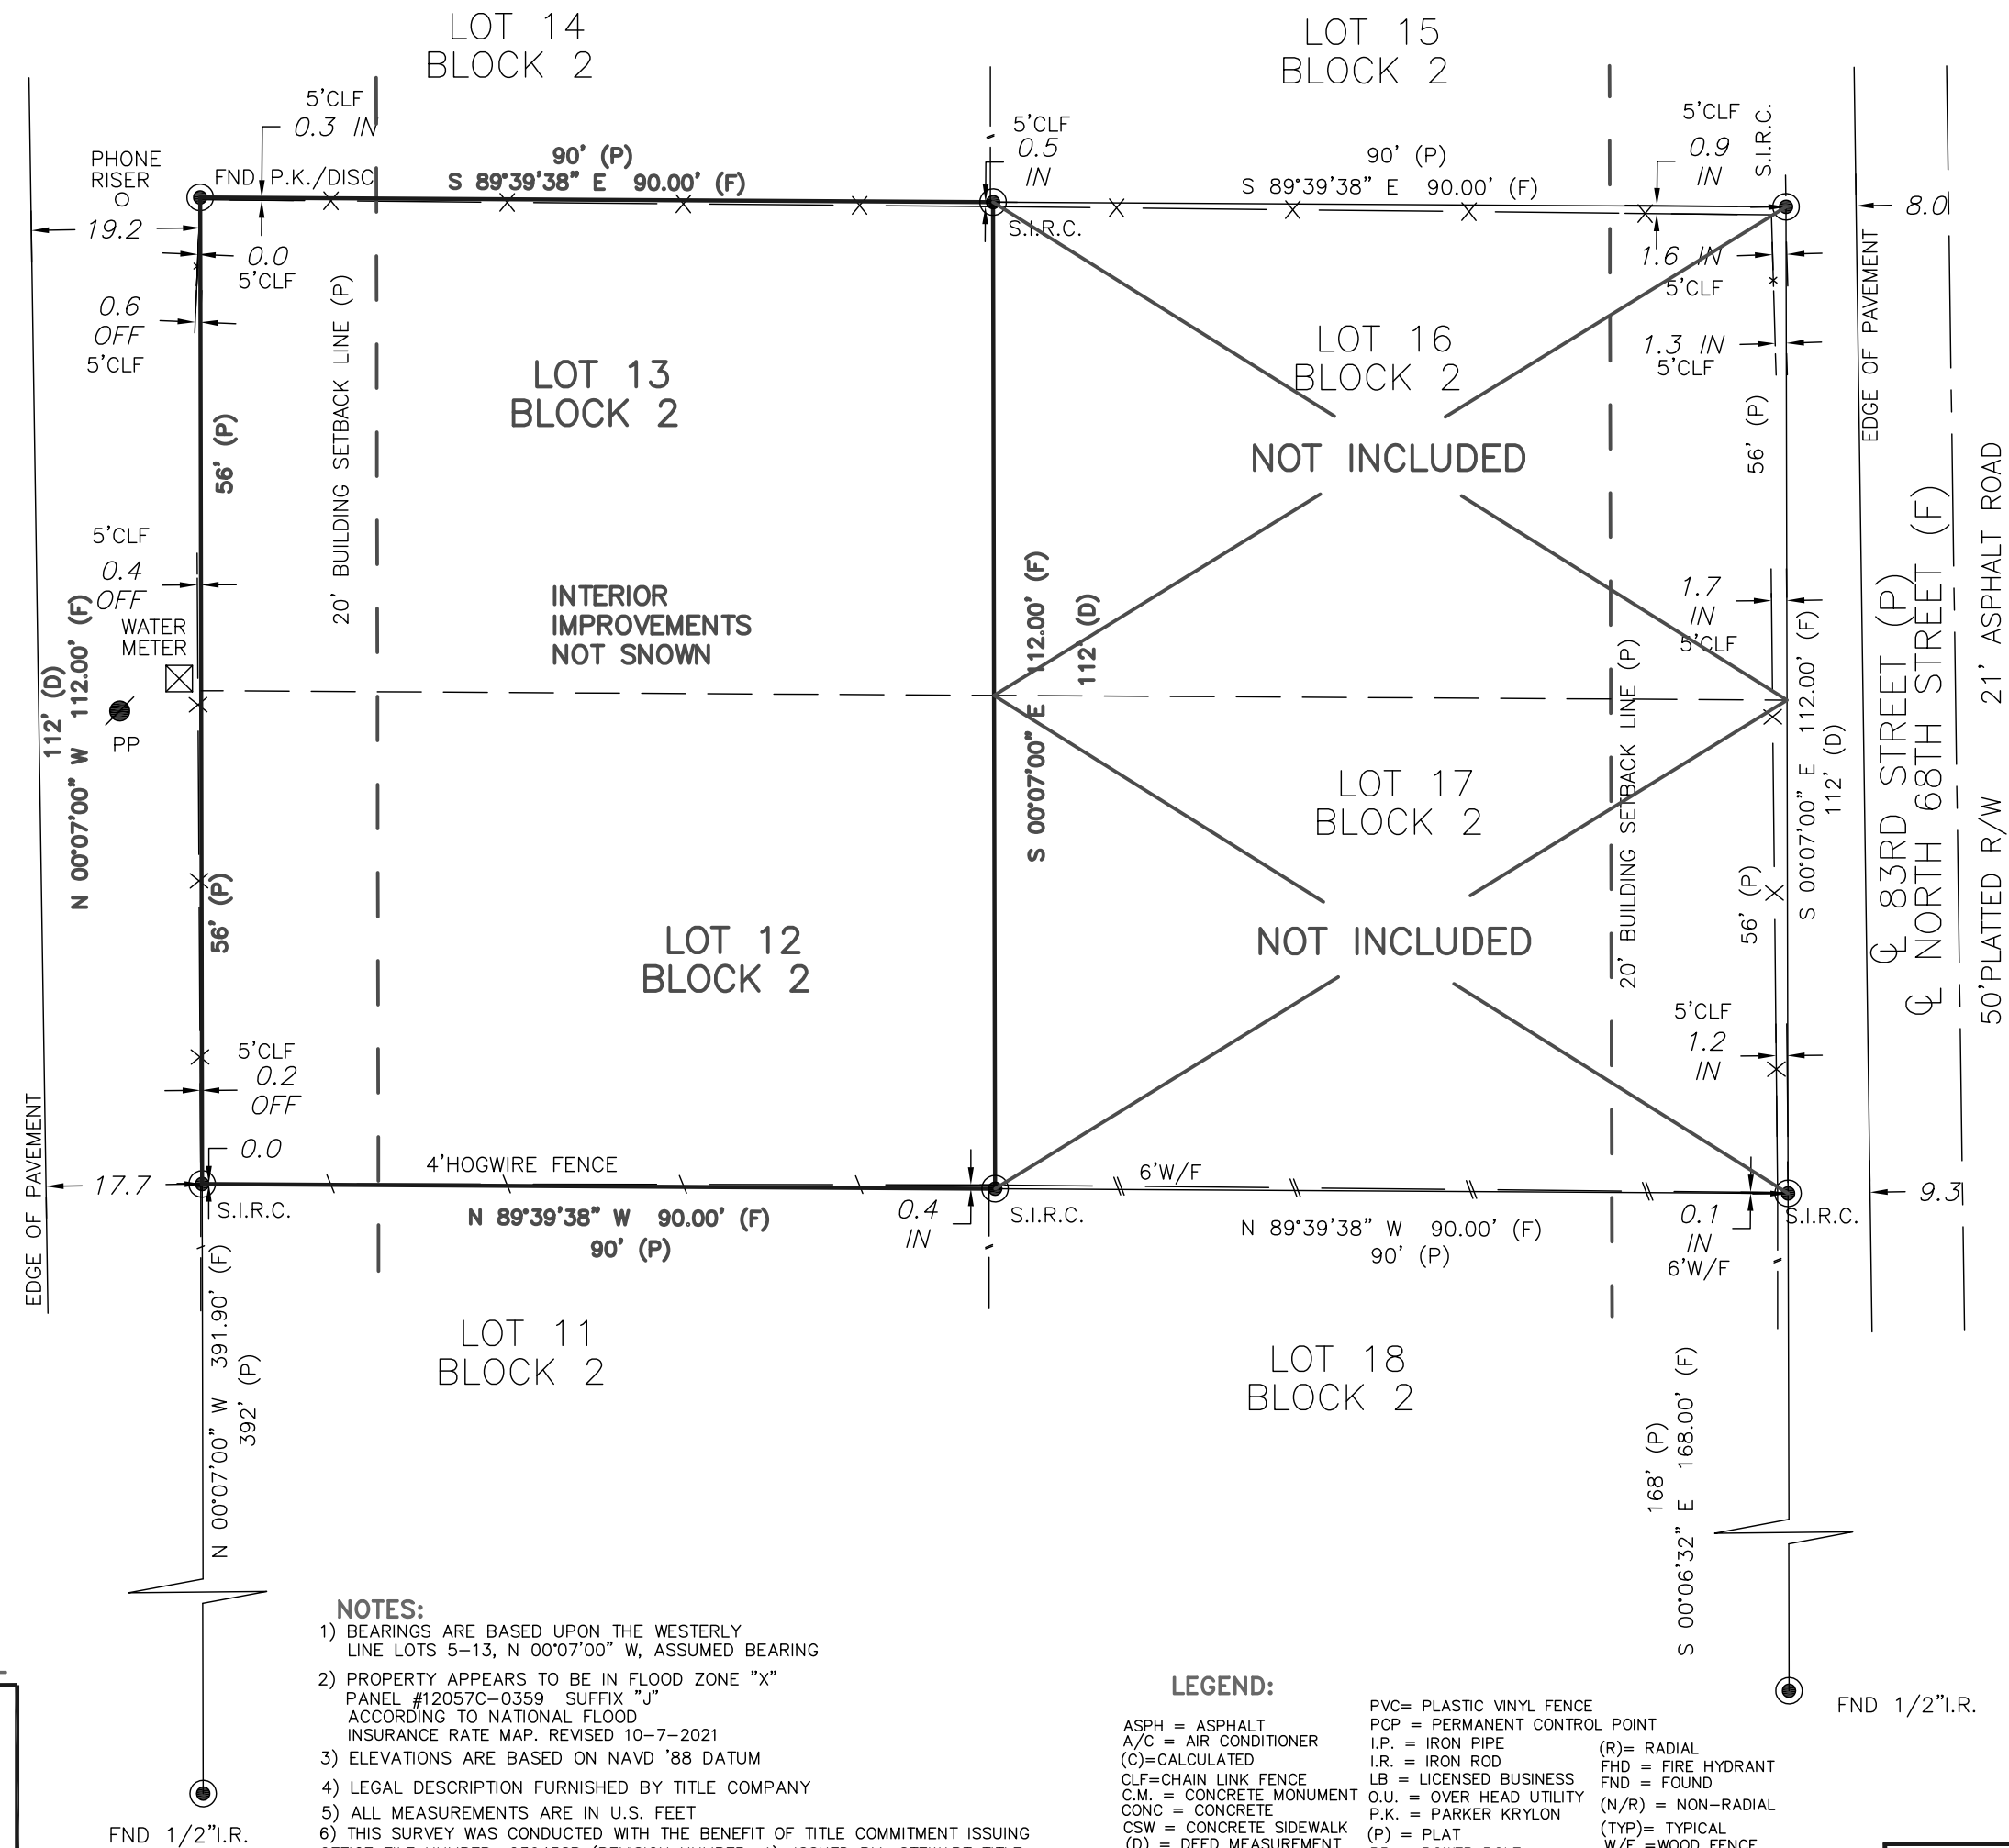 LOT 14
BLOCK 2
LOT 15
BLOCK 2
5'CLF
0.3 IN
5'CLF
0.5
IN
5'CLF
0.9
IN
S.I.R.C.
PHONE
RISER
FND P.K./DISC
90' (P)
S 89°39'38" E 90.00' (F)
90' (P)
S 89°39'38" E 90.00' (F)
S.I.R.C.
19.2
8.0
0.0
5'CLF
0.6
OFF
5'CLF
1.6 IN
5'CLF
1.3 IN
5'CLF
20' BUILDING SETBACK LINE (P)
EDGE OF PAVEMENT
LOT 13
BLOCK 2
LOT 16
BLOCK 2
NOT INCLUDED
56' (P)
56' (P)
5'CLF
0.4
OFF
WATER
METER
PP
INTERIOR
IMPROVEMENTS
NOT SNOWN
1.7
IN
5'CLF
112' (D)
N 00°07'00" W 112.00' (F)
S 00°07'00" E 112.00' (F)
112' (D)
S 00°07'00" E 112.00' (F)
112' (D)
20' BUILDING SETBACK LINE (P)
℄ 83RD STREET (P)
℄ NORTH 68TH STREET (F)
50'PLATTED R/W 21' ASPHALT ROAD
LOT 17
BLOCK 2
56' (P)
56' (P)
LOT 12
BLOCK 2
NOT INCLUDED
5'CLF
0.2
OFF
5'CLF
1.2
IN
EDGE OF PAVEMENT
0.0
17.7
4'HOGWIRE FENCE
6'W/F
9.3
S.I.R.C.
N 89°39'38" W 90.00' (F)
90' (P)
0.4
IN
S.I.R.C.
N 89°39'38" W 90.00' (F)
90' (P)
0.1
IN
6'W/F
S.I.R.C.
N 00°07'00" W 391.90' (F)
392' (P)
LOT 11
BLOCK 2
LOT 18
BLOCK 2
168' (P)
S 00°06'32" E 168.00' (F)
FND 1/2"I.R.
FND 1/2"I.R.
NOTES:
1) BEARINGS ARE BASED UPON THE WESTERLY
LINE LOTS 5-13, N 00°07'00" W, ASSUMED BEARING
2) PROPERTY APPEARS TO BE IN FLOOD ZONE "X"
PANEL #12057C-0359 SUFFIX "J"
ACCORDING TO NATIONAL FLOOD
INSURANCE RATE MAP. REVISED 10-7-2021
3) ELEVATIONS ARE BASED ON NAVD '88 DATUM
4) LEGAL DESCRIPTION FURNISHED BY TITLE COMPANY
5) ALL MEASUREMENTS ARE IN U.S. FEET
6) THIS SURVEY WAS CONDUCTED WITH THE BENEFIT OF TITLE COMMITMENT ISSUING
LEGEND:
ASPH = ASPHALT
A/C = AIR CONDITIONER
(C)=CALCULATED
CLF=CHAIN LINK FENCE
C.M. = CONCRETE MONUMENT
CONC = CONCRETE
CSW = CONCRETE SIDEWALK
(D) = DEED MEASUREMENT
PVC= PLASTIC VINYL FENCE
PCP = PERMANENT CONTROL POINT
I.P. = IRON PIPE
I.R. = IRON ROD
LB = LICENSED BUSINESS
O.U. = OVER HEAD UTILITY
P.K. = PARKER KRYLON
(P) = PLAT
(R)= RADIAL
FHD = FIRE HYDRANT
FND = FOUND
(N/R) = NON-RADIAL
(TYP)= TYPICAL
W/F =WOOD FENCE